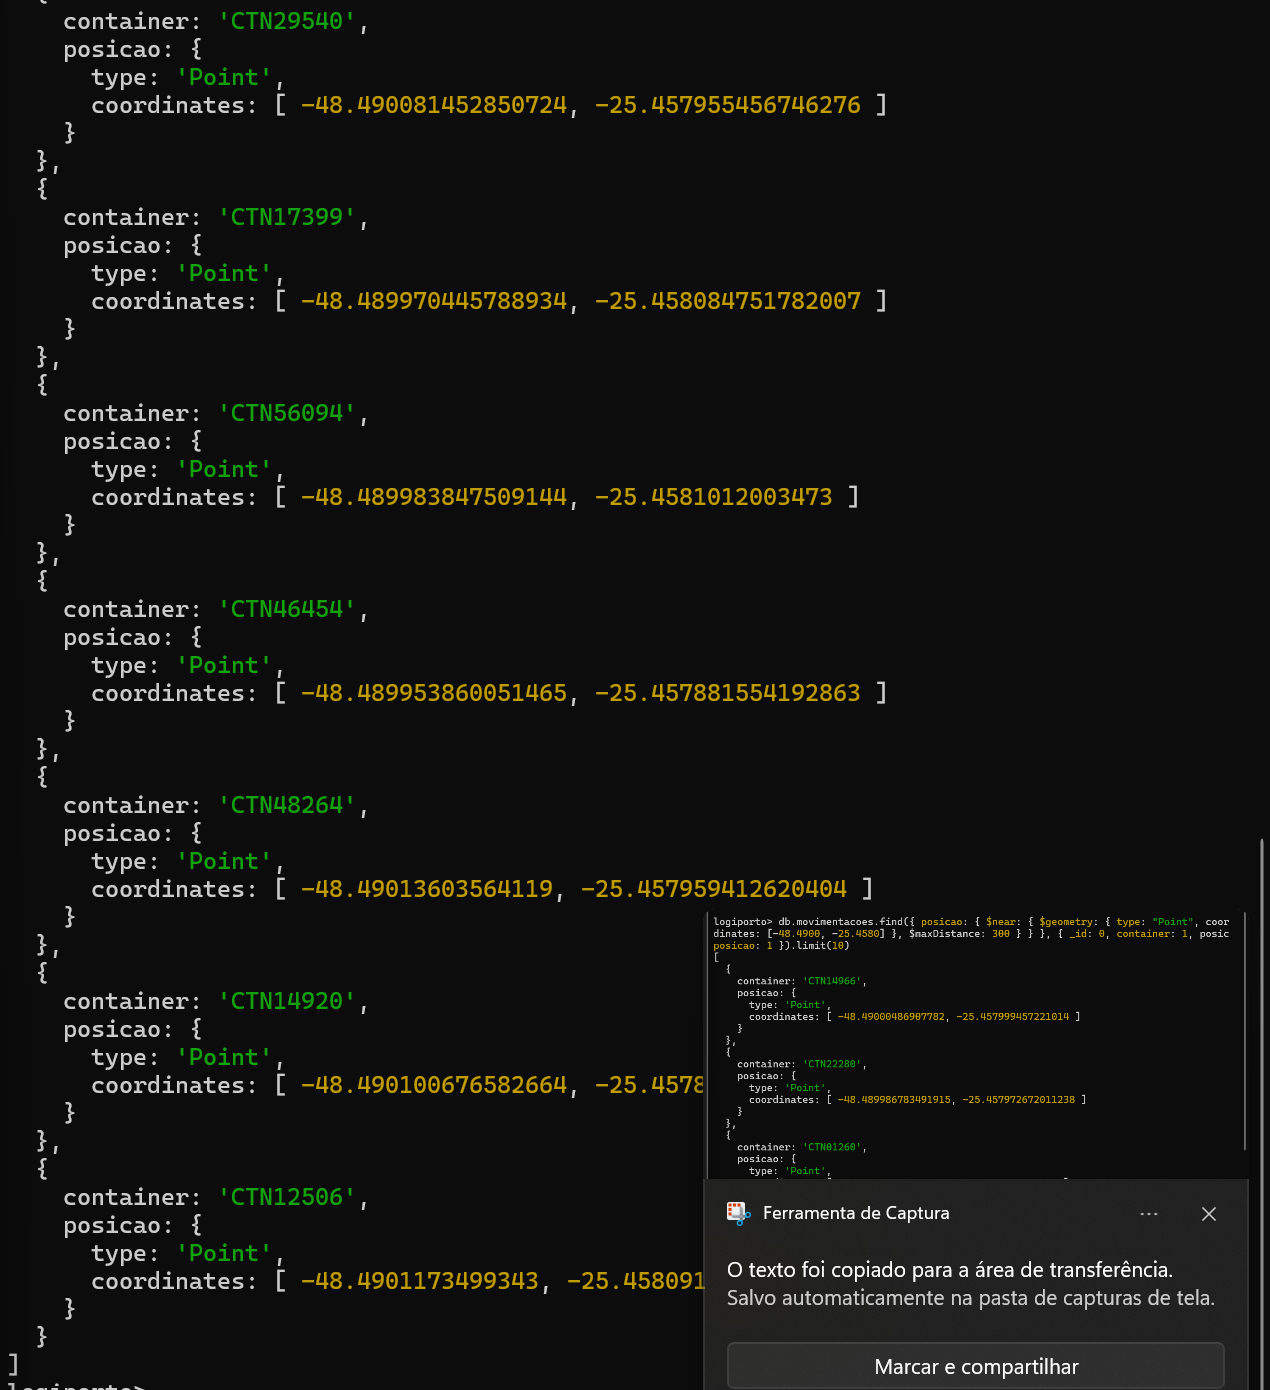 {
container: 'CTN29540',
posicao: {
type: 'Point',
coordinates: [ -48.490081452850724, -25.457955456746276 ]
}
},
{
container: 'CTN17399',
posicao: {
type: 'Point',
coordinates: [ -48.489970445788934, -25.458084751782007 ]
}
},
{
container: 'CTN56094',
posicao: {
type: 'Point',
coordinates: [ -48.489983847509144, -25.4581012003473 ]
}
},
{
container: 'CTN46454',
posicao: {
type: 'Point',
coordinates: [ -48.489953860051465, -25.457881554192863 ]
}
},
{
container: 'CTN48264',
posicao: {
type: 'Point',
coordinates: [ -48.49013603564119, -25.457959412620404 ]
}
},
{
container: 'CTN14920',
posicao: {
type: 'Point',
coordinates: [ -48.490100676582664, -25.4578
}
},
{
container: 'CTN12506',
posicao: {
type: 'Point',
coordinates: [ -48.4901173499343, -25.458091
}
}
]
logiporto>
logiporto> db.movimentacoes.find({ posicao: { $near: { $geometry: { type: "Point", coor
dinates: [-48.4900, -25.4580] }, $maxDistance: 300 } } }, { _id: 0, container: 1, posic
posicao: 1 }).limit(10)
[
{
container: 'CTN14966',
posicao: {
type: 'Point',
coordinates: [ -48.49000486907782, -25.457999457221014 ]
}
},
{
container: 'CTN22280',
posicao: {
type: 'Point',
coordinates: [ -48.489986783491915, -25.457972672011238 ]
}
},
{
container: 'CTN01260',
posicao: {
type: 'Point',
Ferramenta de Captura
O texto foi copiado para a área de transferência.
Salvo automaticamente na pasta de capturas de tela.
Marcar e compartilhar